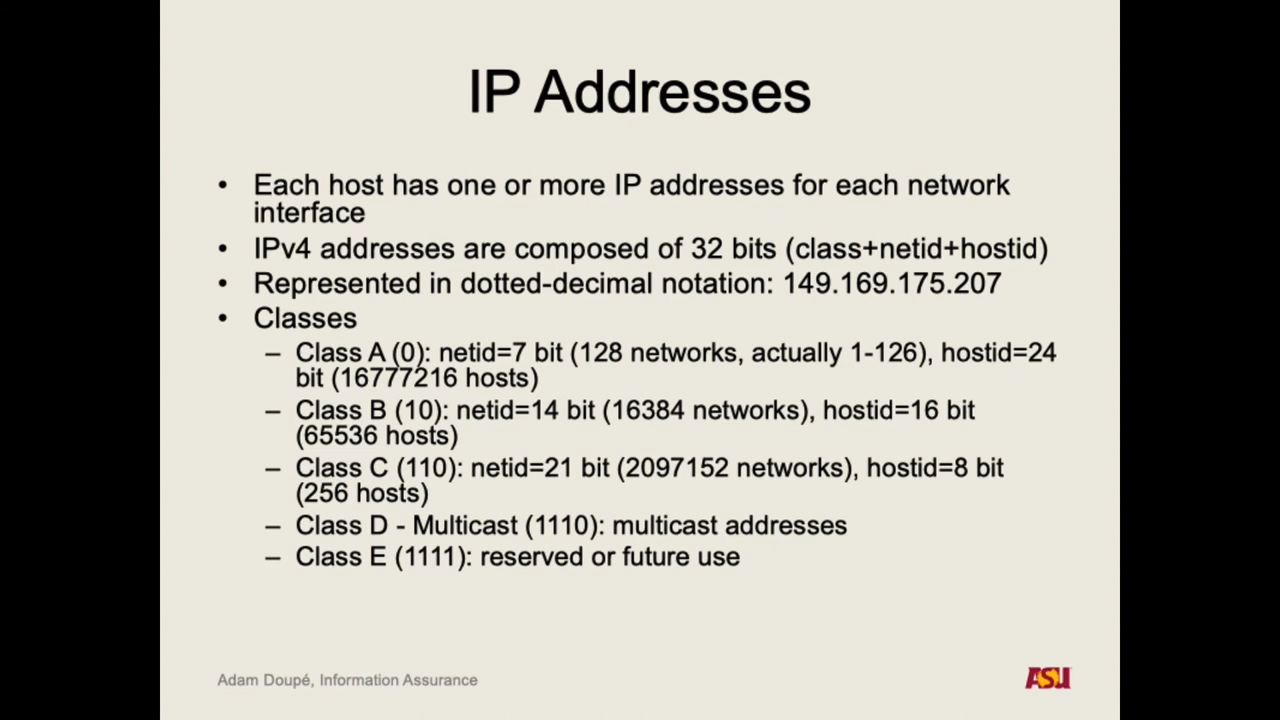 IP Addresses
• Each host has one or more IP addresses for each network
interface
• IPv4 addresses are composed of 32 bits (class+netid+hostid)
• Represented in dotted-decimal notation: 149.169.175.207
• Classes
– Class A (0): netid=7 bit (128 networks, actually 1-126), hostid=24
bit (16777216 hosts)
– Class B (10): netid=14 bit (16384 networks), hostid=16 bit
(65536 hosts)
– Class C (110): netid=21 bit (2097152 networks), hostid=8 bit
(256 hosts)
– Class D - Multicast (1110): multicast addresses
– Class E (1111): reserved or future use
Adam Doupé, Information Assurance
ASU